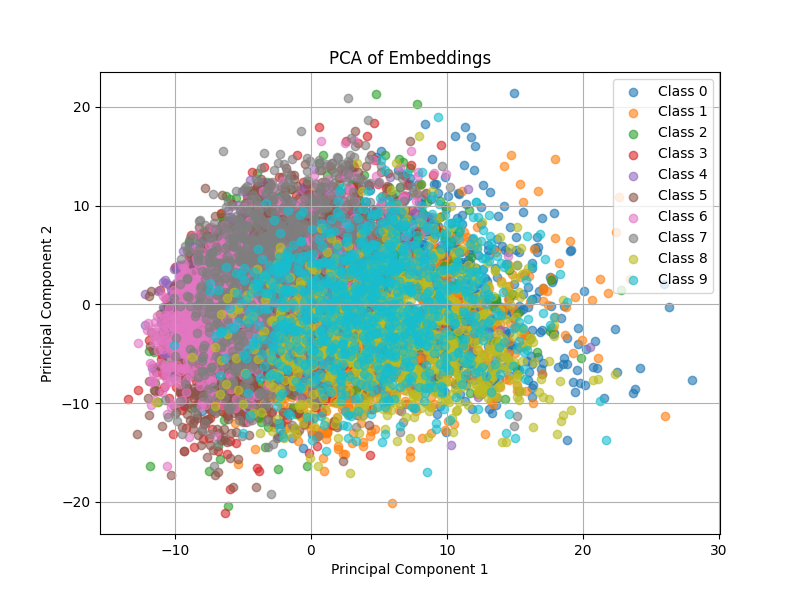 PCA of Embeddings
Class 0
Class 1
Class 2
Class 3
Class 4
Class 5
Class 6
Class 7
Class 8
Class 9
Principal Component 2
20
10
0
−10
−20
−10
0
10
20
30
Principal Component 1